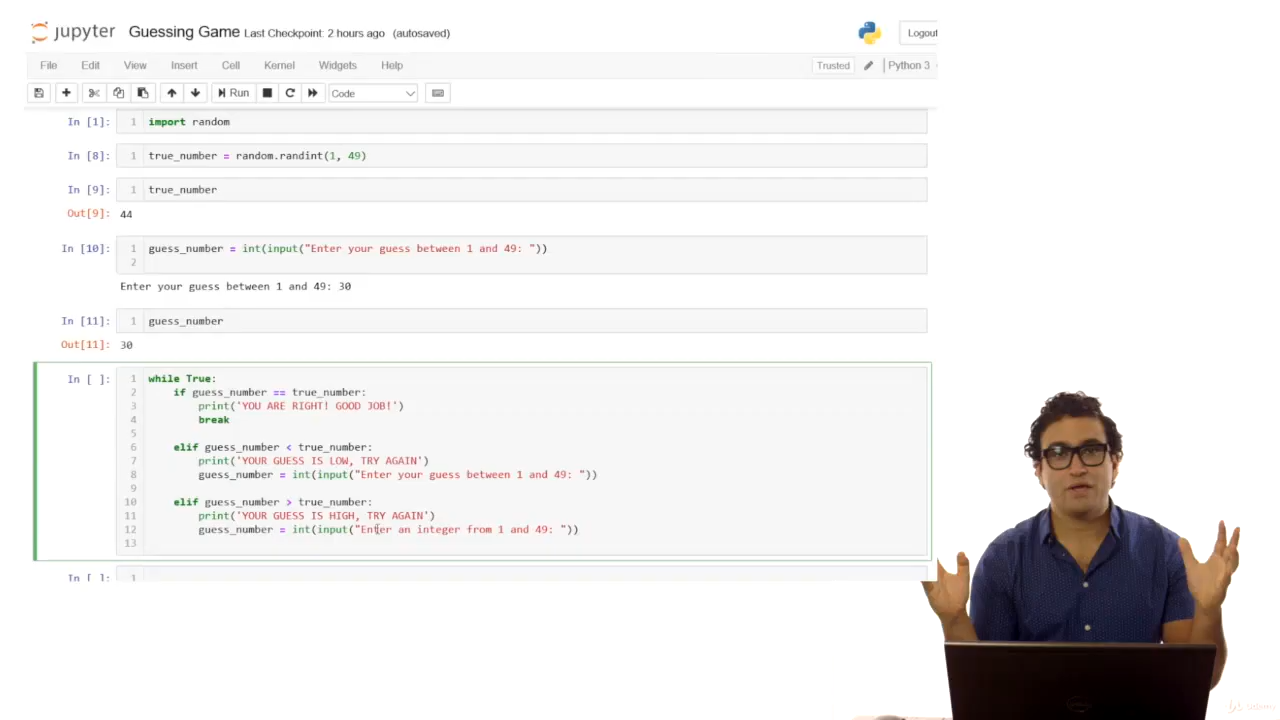 jupyter Guessing Game Last Checkpoint: 2 hours ago (autosaved) Logout
File Edit View Insert Cell Kernel Widgets Help Trusted Python 3
Run Code
In [1]: 1 import random
In [8]: 1 true_number = random.randint(1, 49)
In [9]: 1 true_number
Out[9]: 44
In [10]: 1 guess_number = int(input("Enter your guess between 1 and 49: "))
2
Enter your guess between 1 and 49: 30
In [11]: 1 guess_number
Out[11]: 30
In [ ]: 1 while True:
2 if guess_number == true_number:
3 print('YOU ARE RIGHT! GOOD JOB!')
4 break
5
6 elif guess_number < true_number:
7 print('YOUR GUESS IS LOW, TRY AGAIN')
8 guess_number = int(input("Enter your guess between 1 and 49: "))
9
10 elif guess_number > true_number:
11 print('YOUR GUESS IS HIGH, TRY AGAIN')
12 guess_number = int(input("Enter an integer from 1 and 49: "))
13
In [ ]: 1